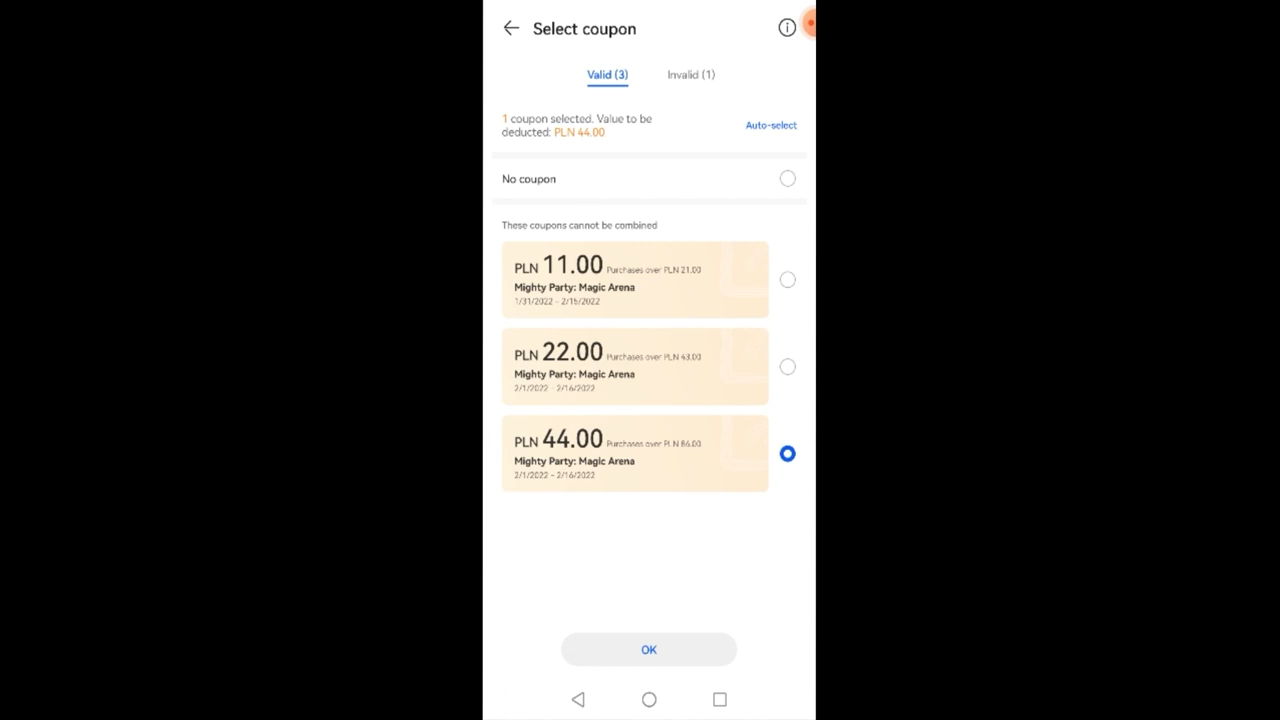 Select coupon
Valid (3)
Invalid (1)
1 coupon selected. Value to be
deducted: PLN 44.00
Auto-select
No coupon
These coupons cannot be combined
PLN 11.00 Purchases over PLN 21.00
Mighty Party: Magic Arena
1/31/2022 - 2/15/2022
PLN 22.00 Purchases over PLN 43.00
Mighty Party: Magic Arena
2/1/2022 - 2/16/2022
PLN 44.00 Purchases over PLN 86.00
Mighty Party: Magic Arena
2/1/2022 - 2/16/2022
OK